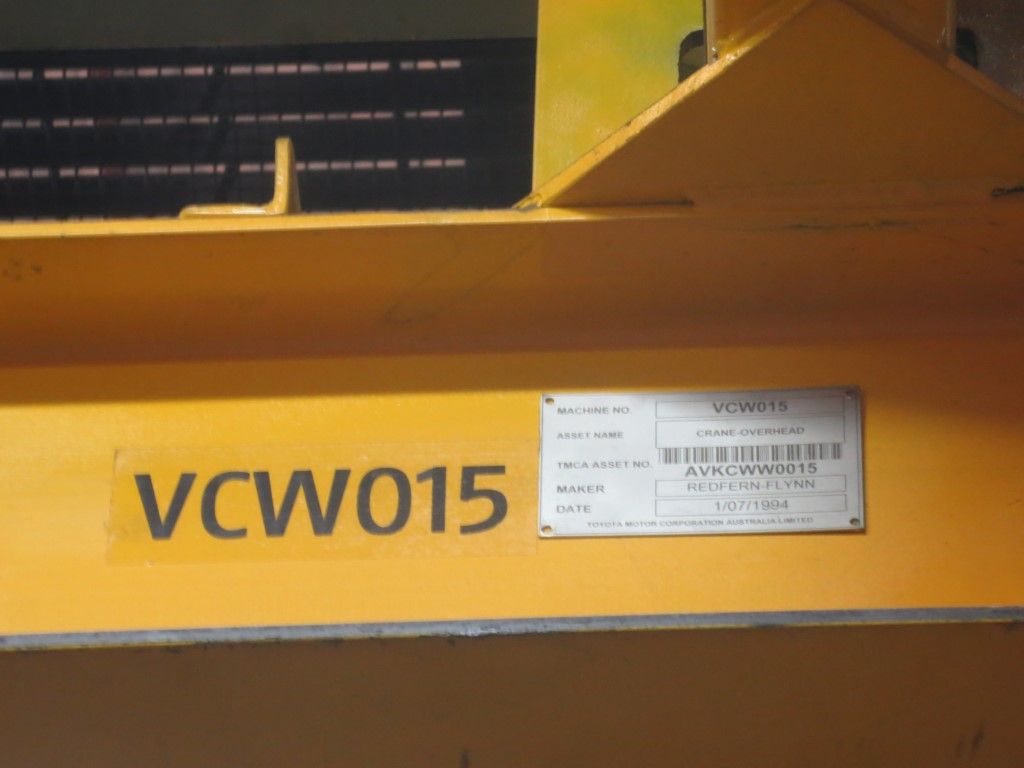 VCW015
MACHINE NO. VCW015
ASSET NAME CRANE-OVERHEAD
TMCA ASSET NO. AVKCWW0015
MAKER REDFERN-FLYNN
DATE 1/07/1994
TOYOTA MOTOR CORPORATION AUSTRALIA LIMITED